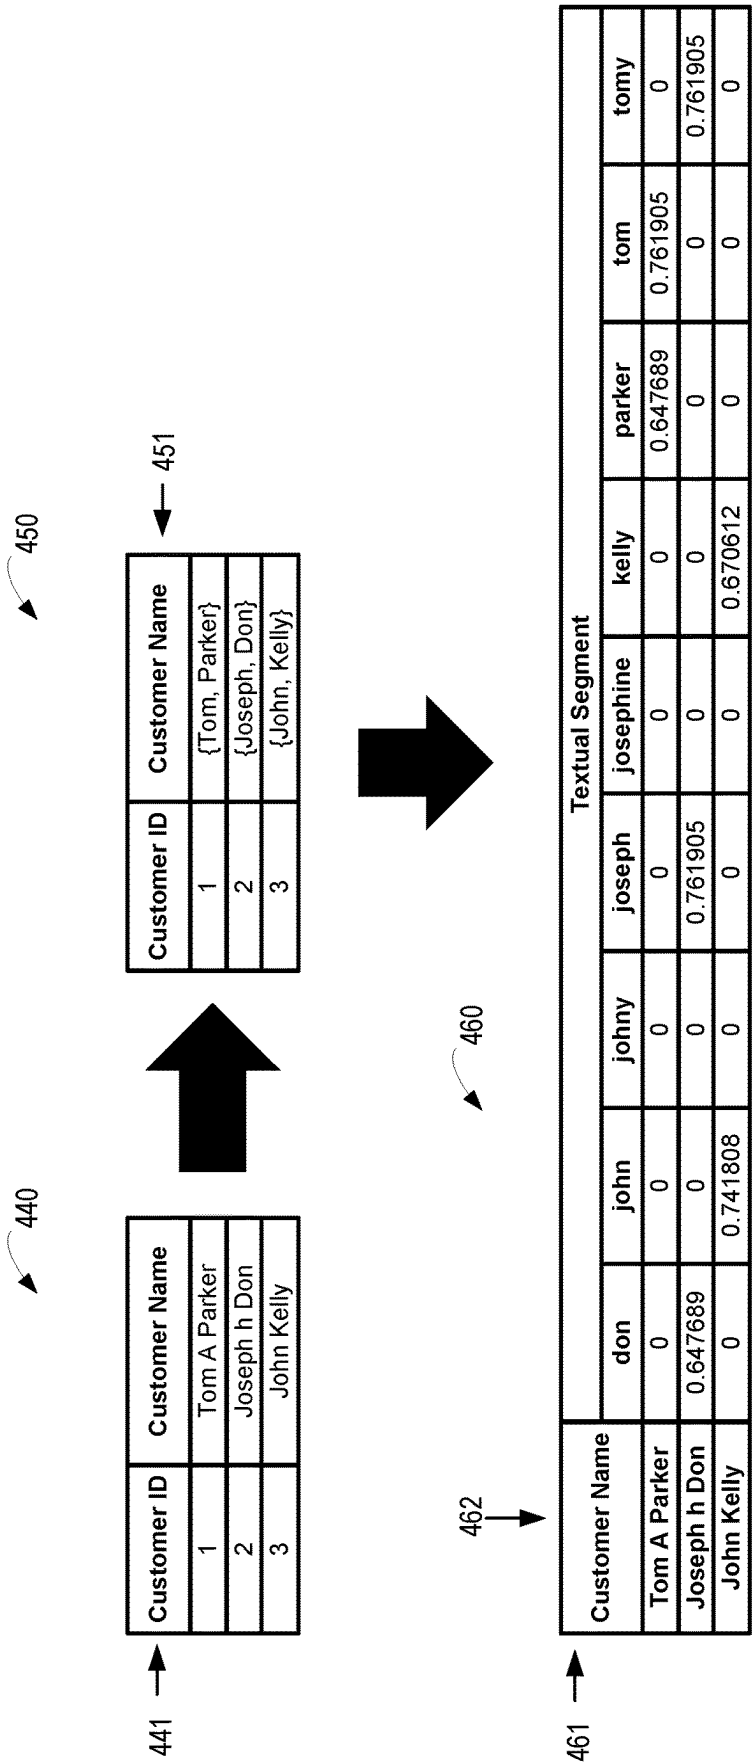 440
450
441
Customer ID Customer Name
1 Tom A Parker
2 Joseph h Don
3 John Kelly
451
Customer ID Customer Name
1 {Tom, Parker}
2 {Joseph, Don}
3 {John, Kelly}
460
462
461
Customer Name Textual Segment
don john johny joseph josephine kelly parker tom tomy
Tom A Parker 0 0 0 0 0 0 0.647689 0.761905 0
Joseph h Don 0.647689 0 0 0.761905 0 0 0 0 0.761905
John Kelly 0 0.741808 0 0 0 0.670612 0 0 0